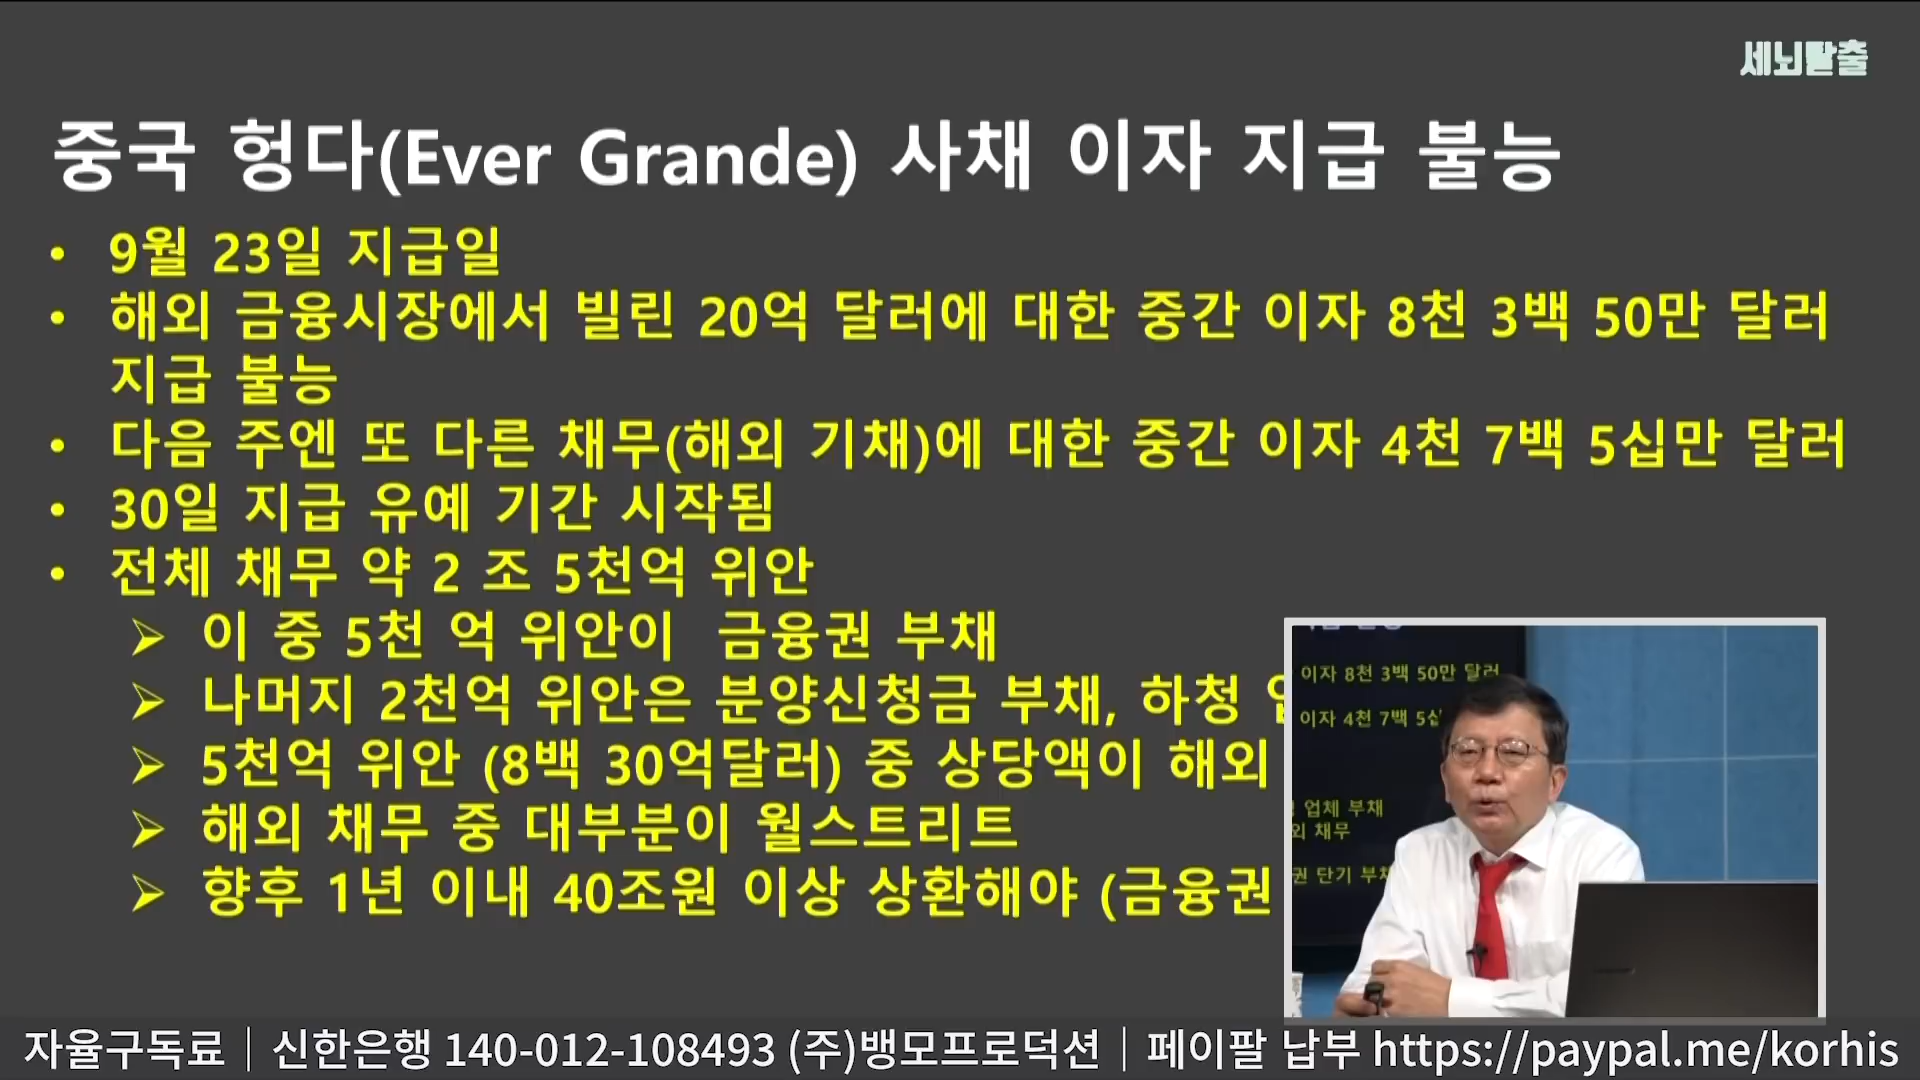 세뇌탈출
중국 헝다(Ever Grande) 사채 이자 지급 불능
• 9월 23일 지급일
• 해외 금융시장에서 빌린 20억 달러에 대한 중간 이자 8천 3백 50만 달러
지급 불능
• 다음 주엔 또 다른 채무(해외 기채)에 대한 중간 이자 4천 7백 5십만 달러
• 30일 지급 유예 기간 시작됨
• 전체 채무 약 2 조 5천억 위안
➢ 이 중 5천 억 위안이 금융권 부채
➢ 나머지 2천억 위안은 분양신청금 부채, 하청
➢ 5천억 위안 (8백 30억달러) 중 상당액이 해외
➢ 해외 채무 중 대부분이 월스트리트
➢ 향후 1년 이내 40조원 이상 상환해야 (금융권
이자 8천 3백 50만 달러
이자 4천 7백 5십
업체 부채
외 채무
권 단기 부채
자율구독료｜신한은행 140-012-108493 (주)뱅모프로덕션｜페이팔 납부 https://paypal.me/korhis